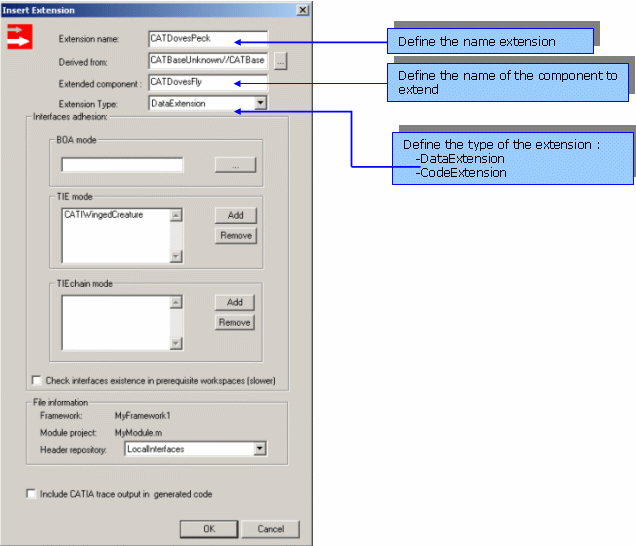 Insert Extension
Extension name: CATDovesPeck
Define the name extension
Derived from: CATBaseUnknown//CATBase ...
Extended component : CATDovesFly
Define the name of the component to
extend
Extension Type: DataExtension
Interfaces adhesion:
Define the type of the extension :
-DataExtension
-CodeExtension
BOA mode
...
TIE mode
CATIWingedCreature
Add
Remove
TIEchain mode
Add
Remove
Check interfaces existence in prerequisite workspaces (slower)
File information
Framework: MyFramework1
Module project: MyModule.m
Header repository: LocalInterfaces
Include CATIA trace output in generated code
OK Cancel